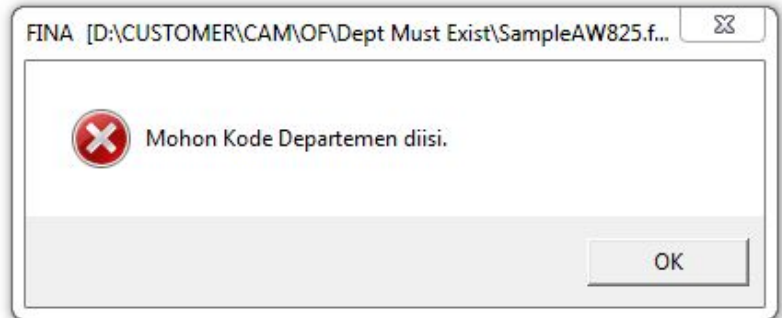 FINA [D:\CUSTOMER\CAM\OF\Dept Must Exist\SampleAW825.f...
Mohon Kode Departemen diisi.
OK